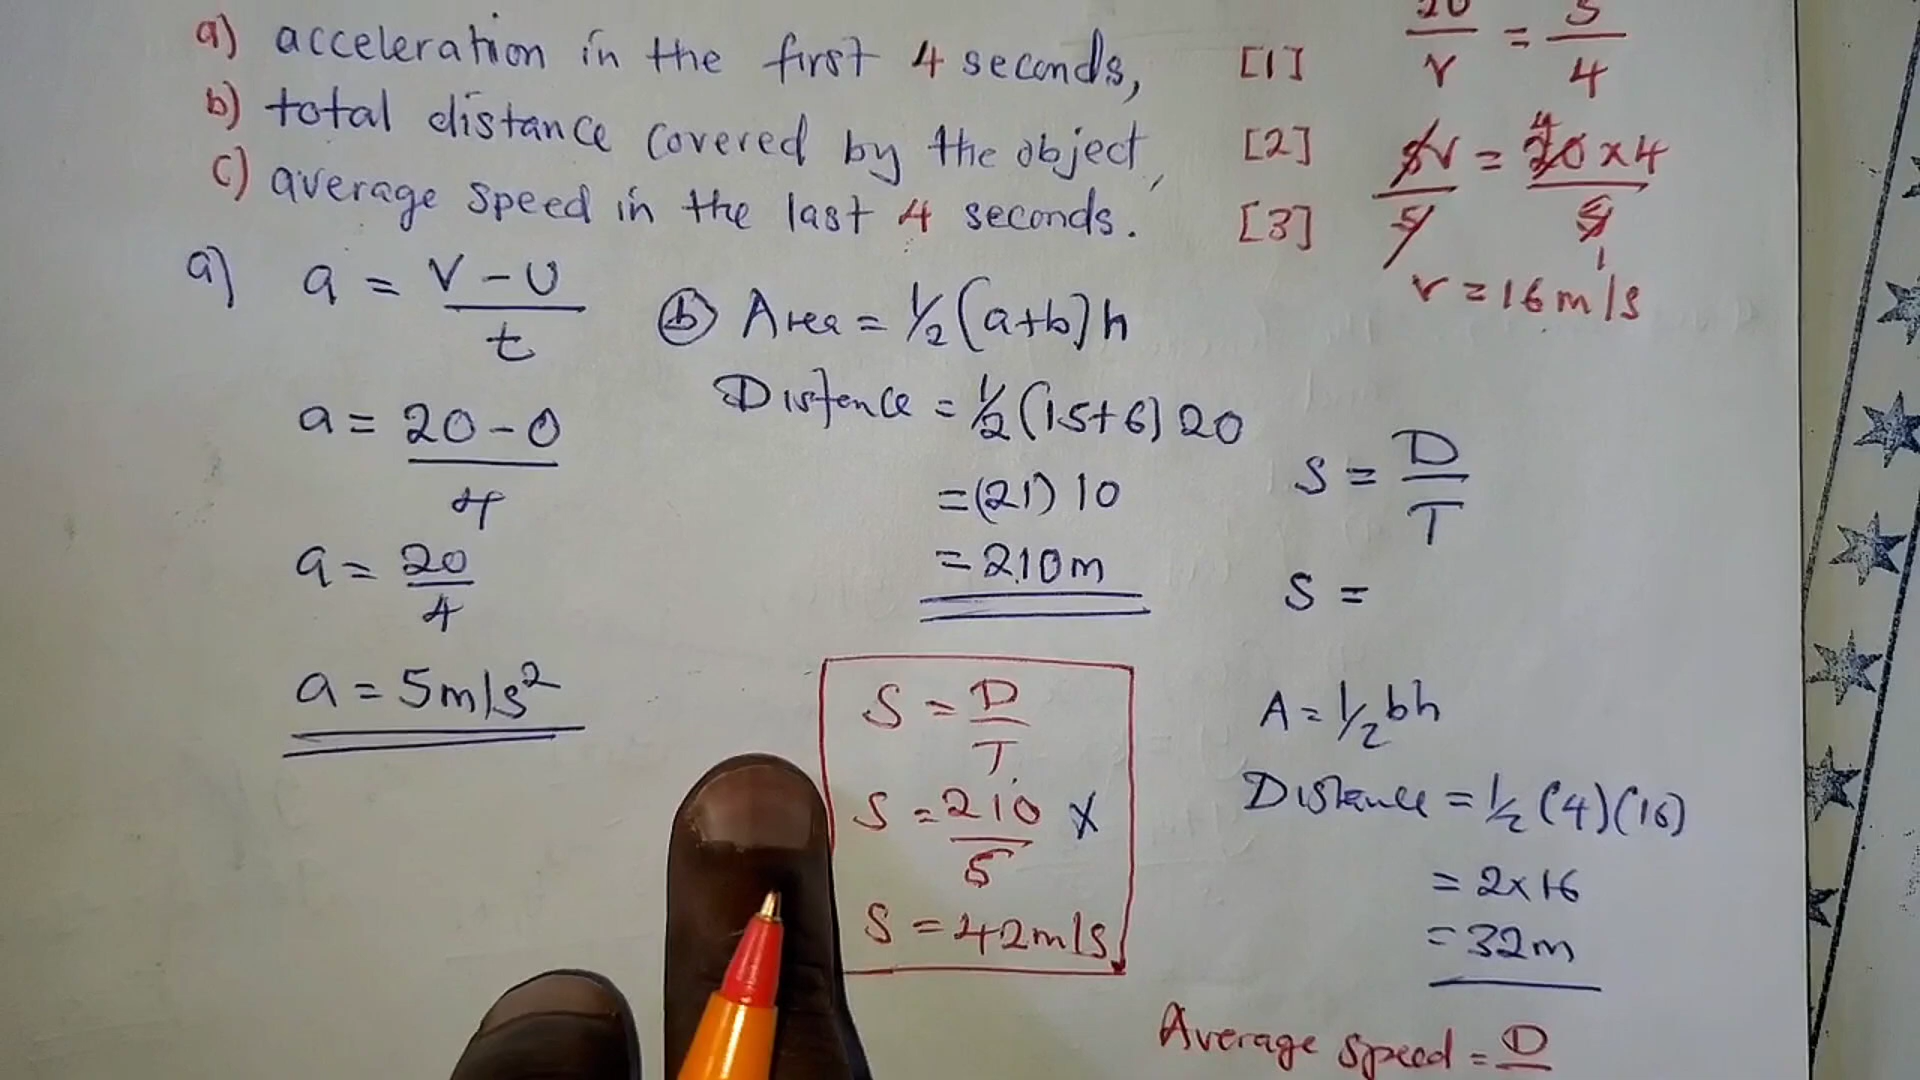 a) acceleration in the first 4 seconds, [1]
b) total distance covered by the object, [2]
c) average speed in the last 4 seconds. [3]
20/v = 5/4
5v/5 = 20x4/5
4
1
v = 16m/s
a) a = v-u/t
a = 20-0/4
a = 20/4
a = 5m/s²
(b) Area = 1/2(a+b)h
Distance = 1/2(15+6)20
=(21)10
=210m
S = D/T
S = 210/5 X
S = 42m/s
S = D/T
S =
A = 1/2bh
Distance = 1/2(4)(16)
= 2x16
= 32m
Average speed = D